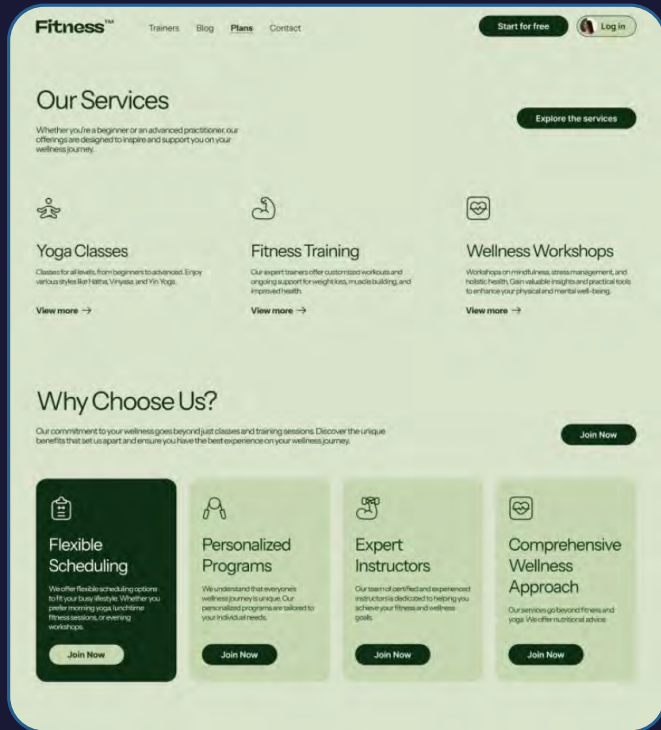 Fitness™
Trainers Blog Plans Contact
Start for free
Log in
Our Services
Whether you're a beginner or an advanced practitioner, our
offerings are designed to inspire and support you on your
wellness journey.
Explore the services
Yoga Classes
Classes for all levels, from beginners to advanced. Enjoy
various styles like Hatha, Vinyasa, and Yin Yoga.
View more →
Fitness Training
Our expert trainers offer customized workouts and
ongoing support for weight loss, muscle building, and
improved health.
View more →
Wellness Workshops
Workshops on mindfulness, stress management, and
holistic health. Gain valuable insights and practical tools
to enhance your physical and mental well-being.
View more →
Why Choose Us?
Our commitment to your wellness goes beyond just classes and training sessions. Discover the unique
benefits that set us apart and ensure you have the best experience on your wellness journey.
Join Now
Flexible
Scheduling
We offer flexible scheduling options
to fit your busy lifestyle. Whether you
prefer morning yoga, lunchtime
fitness sessions, or evening
workshops.
Join Now
Personalized
Programs
We understand that everyone's
wellness journey is unique. Our
personalized programs are tailored to
your individual needs.
Join Now
Expert
Instructors
Our team of certified and experienced
instructors is dedicated to helping you
achieve your fitness and wellness
goals.
Join Now
Comprehensive
Wellness
Approach
Our services go beyond fitness and
yoga. We offer nutritional advice
Join Now